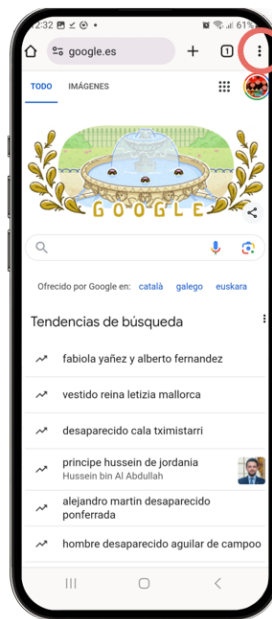 12:32 61%
google.es 1
TODO IMÁGENES
GOOGLE
Ofrecido por Google en: català galego euskara
Tendencias de búsqueda
fabiola yañez y alberto fernandez
vestido reina letizia mallorca
desaparecido cala tximistarri
principe hussein de jordania
Hussein bin Al Abdullah
alejandro martin desaparecido
ponferrada
hombre desaparecido aguilar de campoo